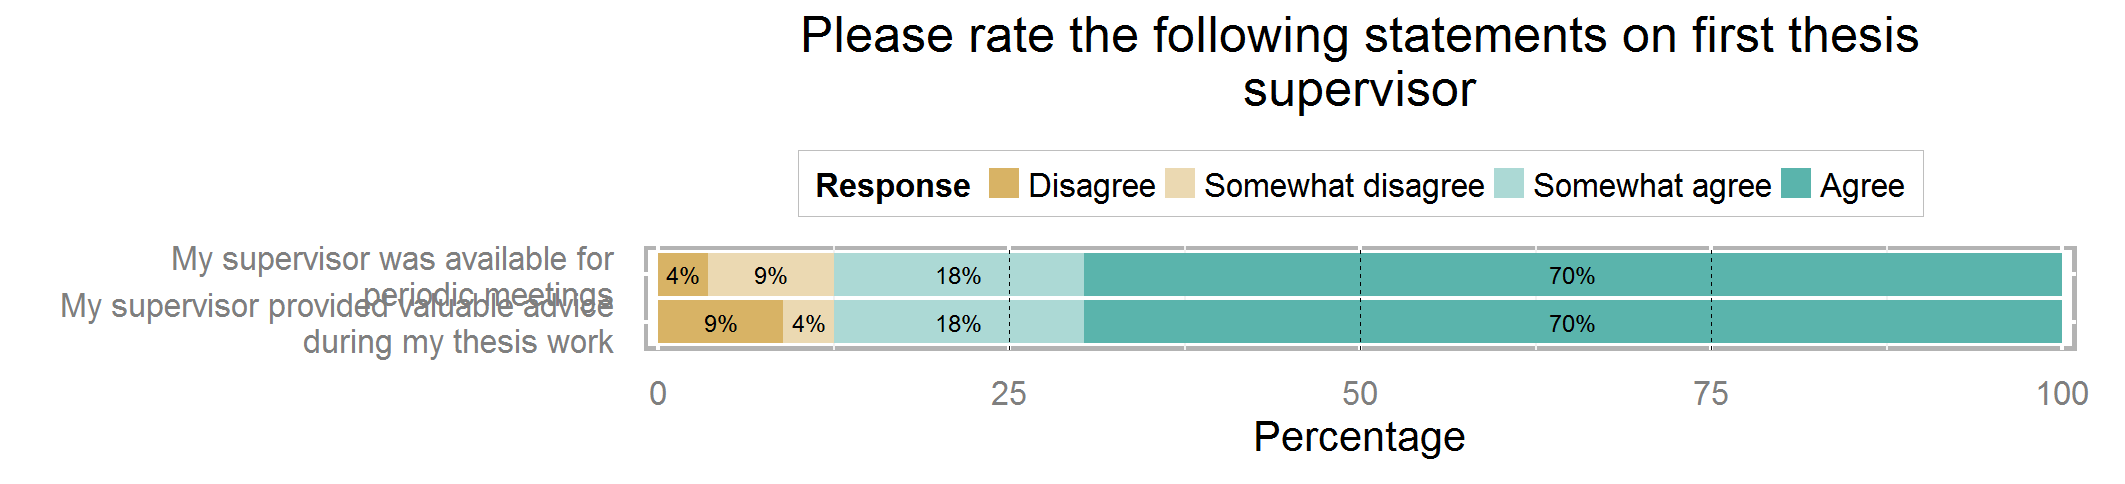 Please rate the following statements on first thesis
supervisor
Response Disagree Somewhat disagree Somewhat agree Agree
My supervisor was available for
periodic meetings
4% 9% 18% 70%
My supervisor provided valuable advice
during my thesis work
9% 4% 18% 70%
0 25 50 75 100
Percentage